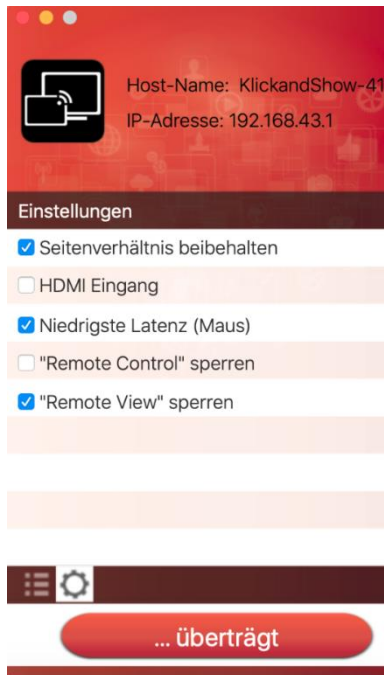 Host-Name: KlickandShow-41
IP-Adresse: 192.168.43.1
Einstellungen
Seitenverhältnis beibehalten
HDMI Eingang
Niedrigste Latenz (Maus)
"Remote Control" sperren
"Remote View" sperren
... überträgt